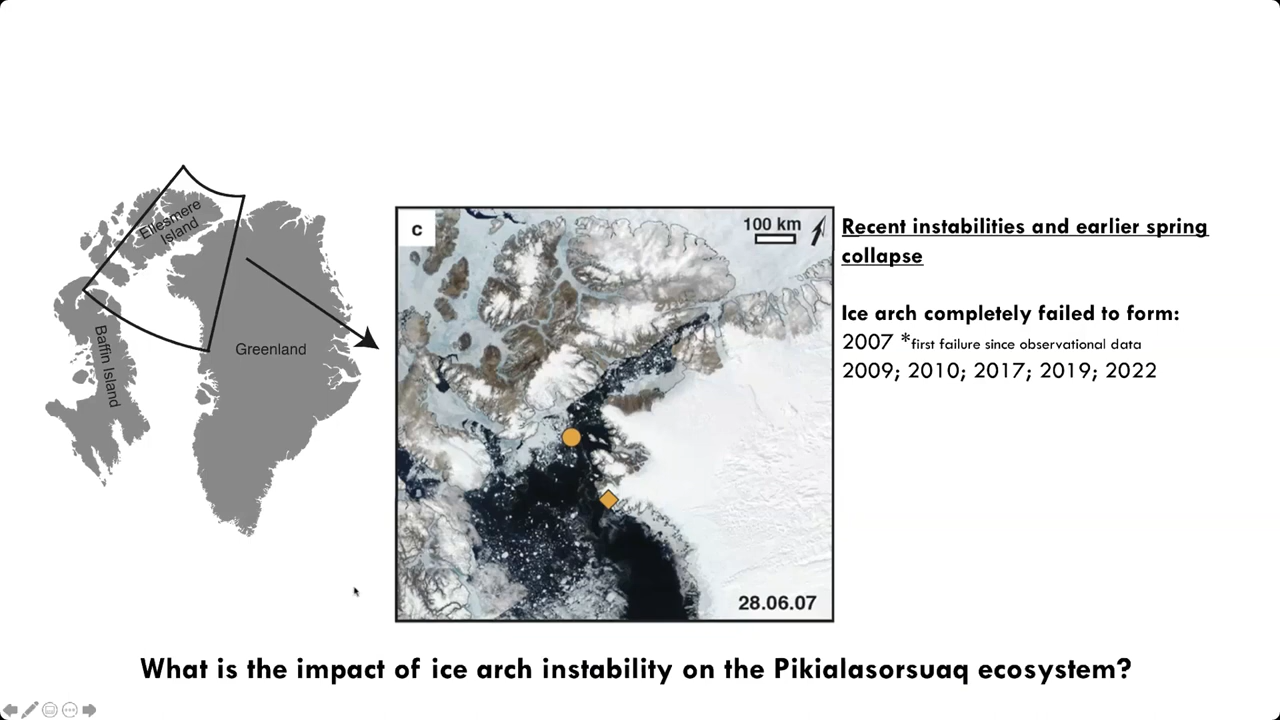 Ellesmere
Island
Baffin Island
Greenland
c
100 km
28.06.07
Recent instabilities and earlier spring
collapse
Ice arch completely failed to form:
2007 *first failure since observational data
2009; 2010; 2017; 2019; 2022
What is the impact of ice arch instability on the Pikialasorsuaq ecosystem?